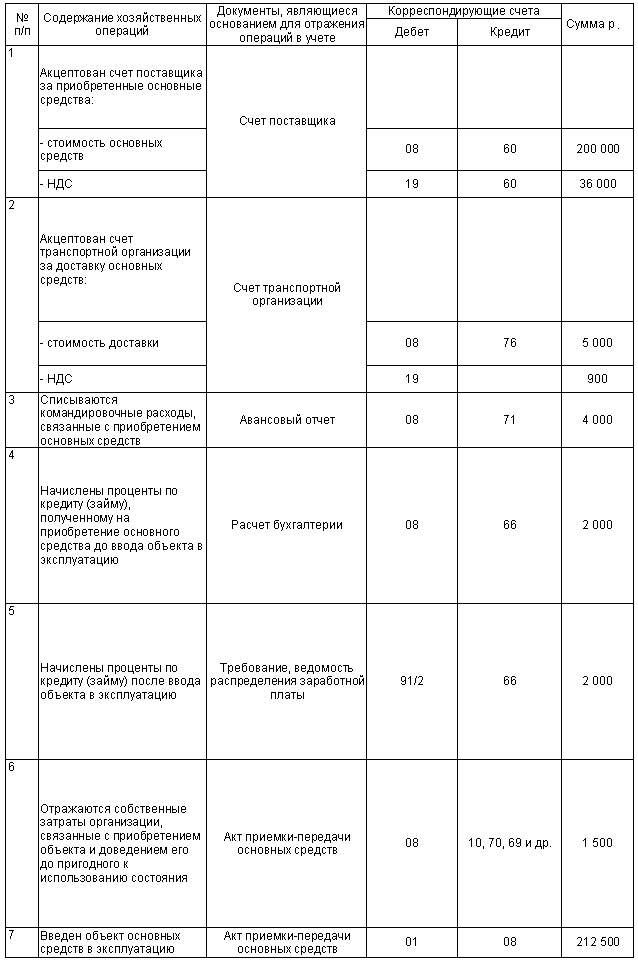 № п/п
Содержание хозяйственных
операций
Документы, являющиеся
основанием для отражения
операций в учете
Корреспондирующие счета
Дебет
Кредит
Сумма р .
1
Акцептован счет поставщика
за приобретенные основные
средства:
Счет поставщика
- стоимость основных
средств
08
60
200 000
- НДС
19
60
36 000
2
Акцептован счет
транспортной организации
за доставку основных
средств:
Счет транспортной
организации
- стоимость доставки
08
76
5 000
- НДС
19
900
3
Списываются
командировочные расходы,
связанные с приобретением
основных средств
Авансовый отчет
08
71
4 000
4
Начислены проценты по
кредиту (займу),
полученному на
приобретение основного
средства до ввода объекта в
эксплуатацию
Расчет бухгалтерии
08
66
2 000
5
Начислены проценты по
кредиту (займу) после ввода
объекта в эксплуатацию
Требование, ведомость
распределения заработной
платы
91/2
66
2 000
6
Отражаются собственные
затраты организации,
связанные с приобретением
объекта и доведением его
до пригодного к
использованию состояния
Акт приемки-передачи
основных средств
08
10, 70, 69 и др.
1 500
7
Введен объект основных
средств в эксплуатацию
Акт приемки-передачи
основных средств
01
08
212 500